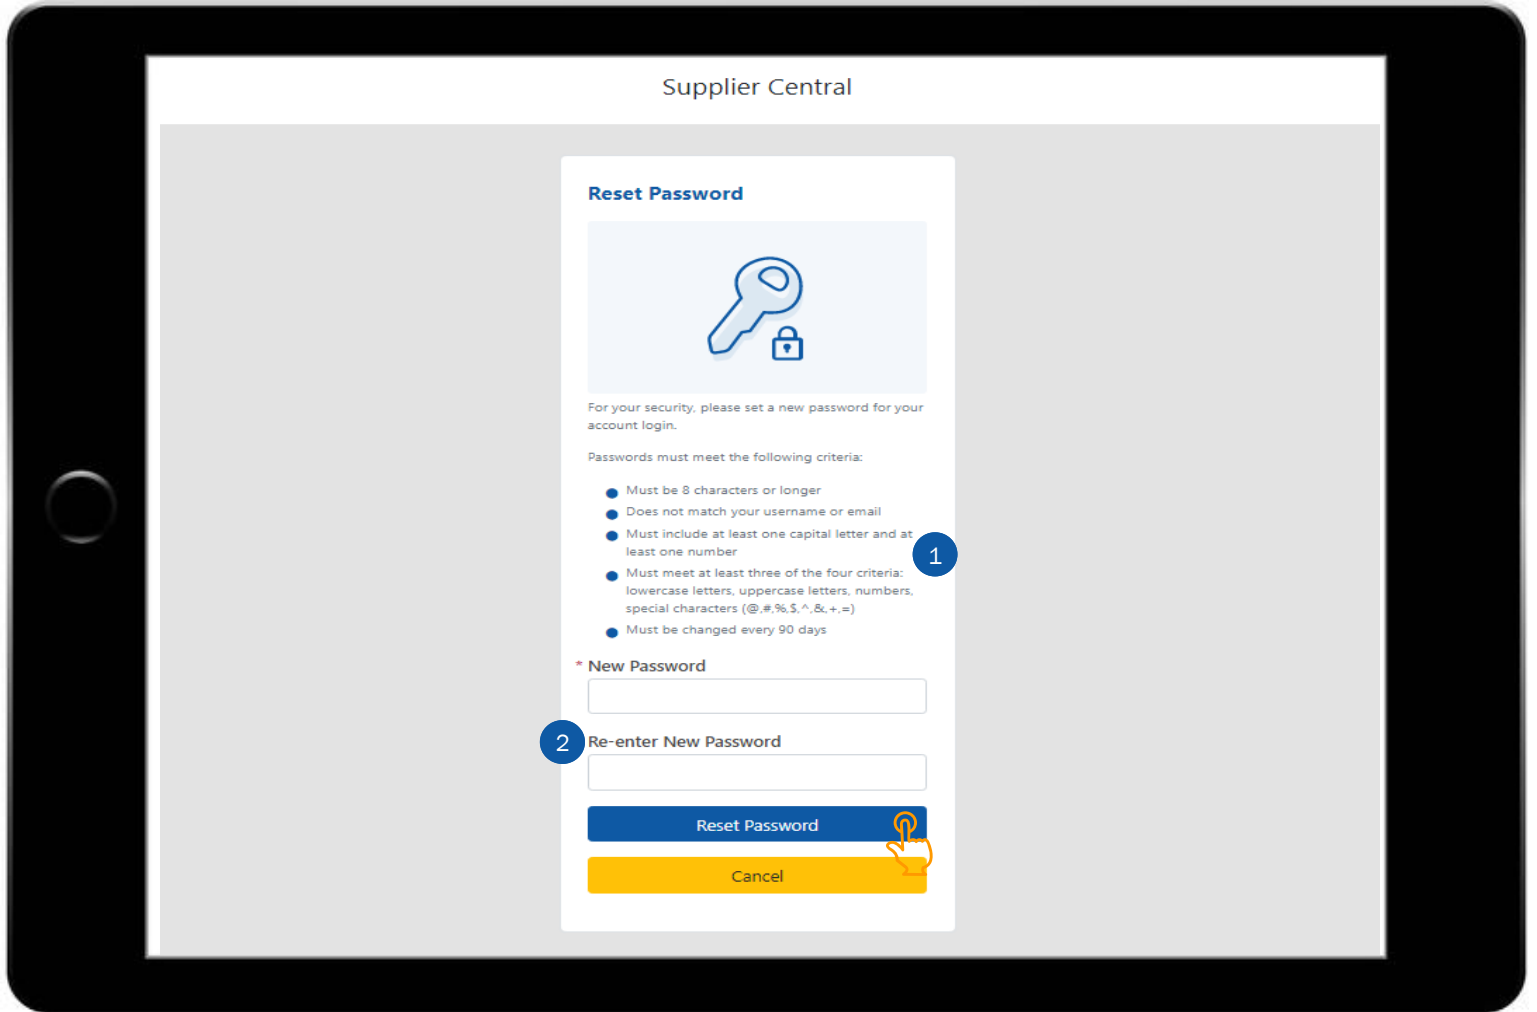 Supplier Central
Reset Password
For your security, please set a new password for your
account login.
Passwords must meet the following criteria:
Must be 8 characters or longer
Does not match your username or email
Must include at least one capital letter and at
least one number
1
Must meet at least three of the four criteria:
lowercase letters, uppercase letters, numbers,
special characters (@,#,%,$,^,&,+,=)
Must be changed every 90 days
* New Password
2
Re-enter New Password
Reset Password
Cancel